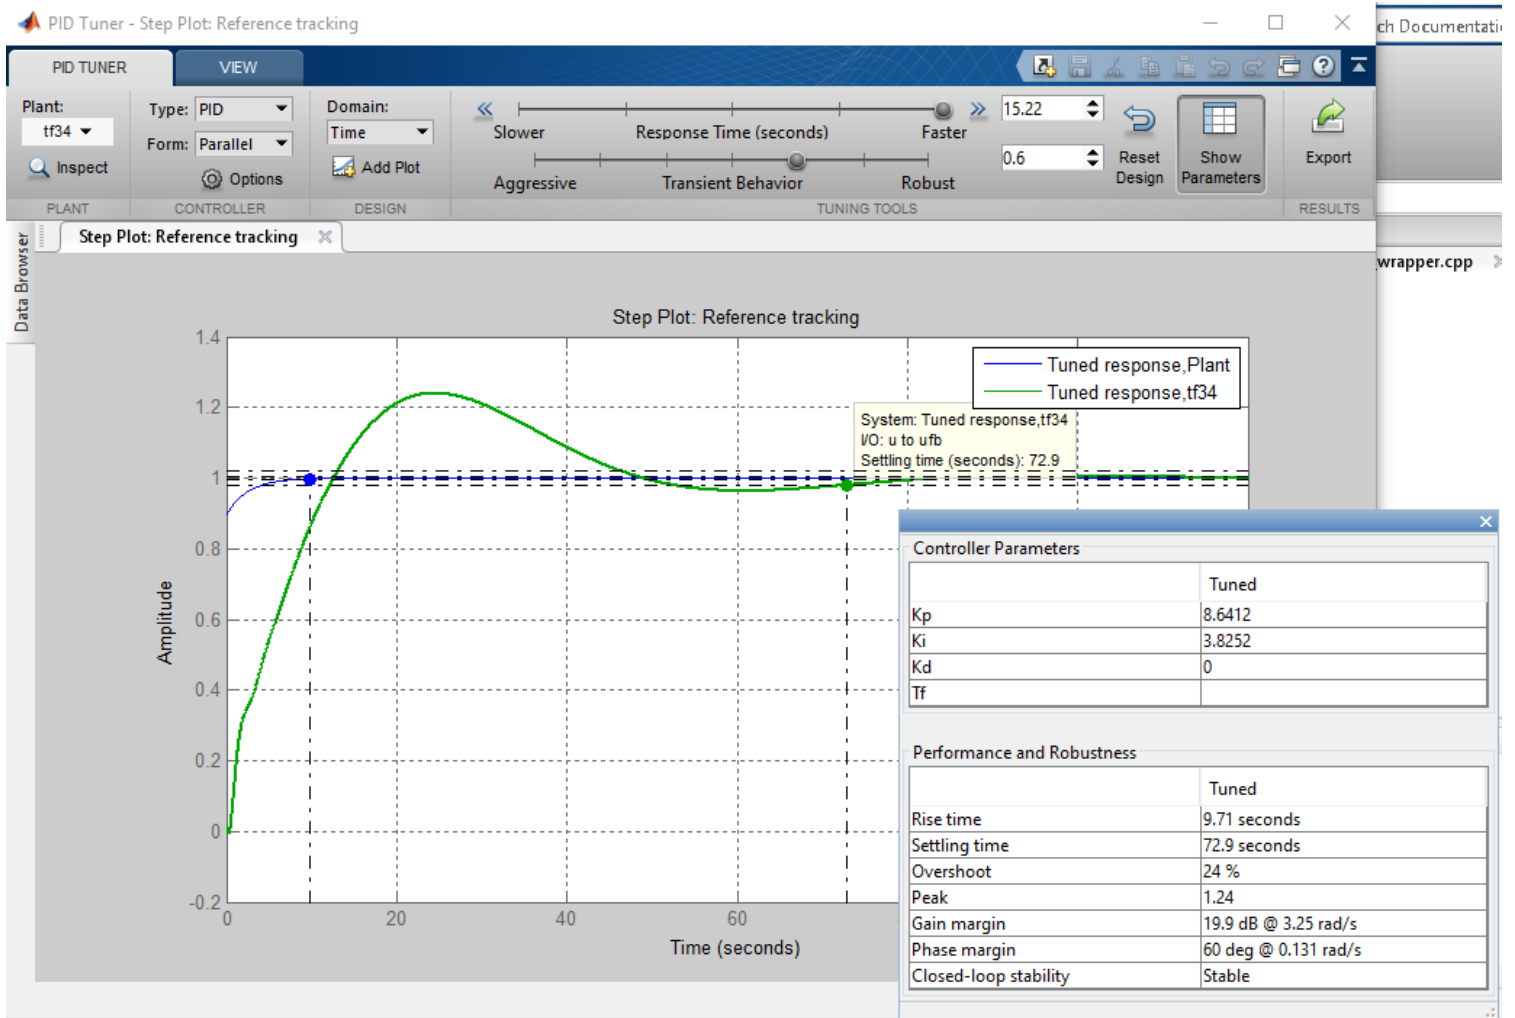 PID Tuner - Step Plot: Reference tracking
ch Documentati
PID TUNER
VIEW
Plant:
tf34
Inspect
Type: PID
Form: Parallel
Options
Domain:
Time
Add Plot
Slower
Response Time (seconds)
Faster
15.22
Aggressive
Transient Behavior
Robust
0.6
Reset
Design
Show
Parameters
Export
PLANT
CONTROLLER
DESIGN
TUNING TOOLS
RESULTS
Data Browser
Step Plot: Reference tracking
wrapper.cpp
Step Plot: Reference tracking
1.4
1.2
1
0.8
0.6
0.4
0.2
0
-0.2
Amplitude
0
20
40
60
Time (seconds)
Tuned response,Plant
Tuned response,tf34
System: Tuned response,tf34
I/O: u to ufb
Settling time (seconds): 72.9
Controller Parameters
Tuned
Kp 8.6412
Ki 3.8252
Kd 0
Tf
Performance and Robustness
Tuned
Rise time 9.71 seconds
Settling time 72.9 seconds
Overshoot 24 %
Peak 1.24
Gain margin 19.9 dB @ 3.25 rad/s
Phase margin 60 deg @ 0.131 rad/s
Closed-loop stability Stable